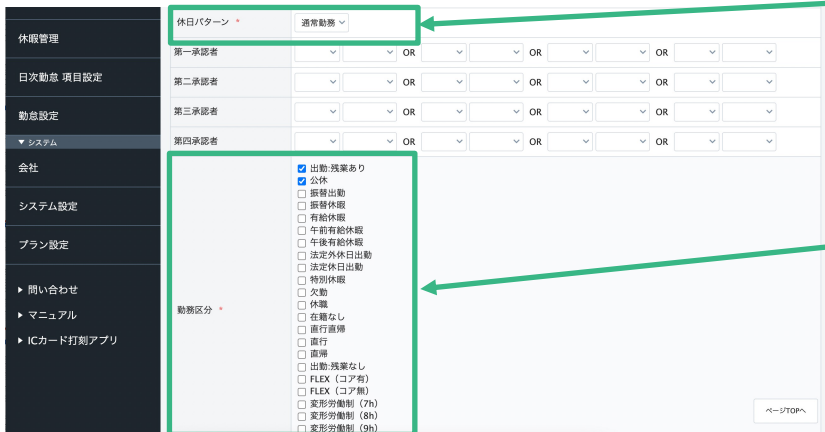 休暇管理
日次勤怠 項目設定
勤怠設定
▼ システム
会社
システム設定
プラン設定
▶ 問い合わせ
▶ マニュアル
▶ ICカード打刻アプリ
休日パターン * 通常勤務
第一承認者 OR OR OR
第二承認者 OR OR OR
第三承認者 OR OR OR
第四承認者 OR OR OR
勤務区分 *
出勤:残業あり
公休
振替出勤
振替休暇
有給休暇
午前有給休暇
午後有給休暇
法定外休日出勤
法定休日出勤
特別休暇
欠勤
休職
在籍なし
直行直帰
直行
直帰
出勤:残業なし
FLEX（コア有）
FLEX（コア無）
変形労働制（7h）
変形労働制（8h）
変形労働制（9h）
ページTOPへ